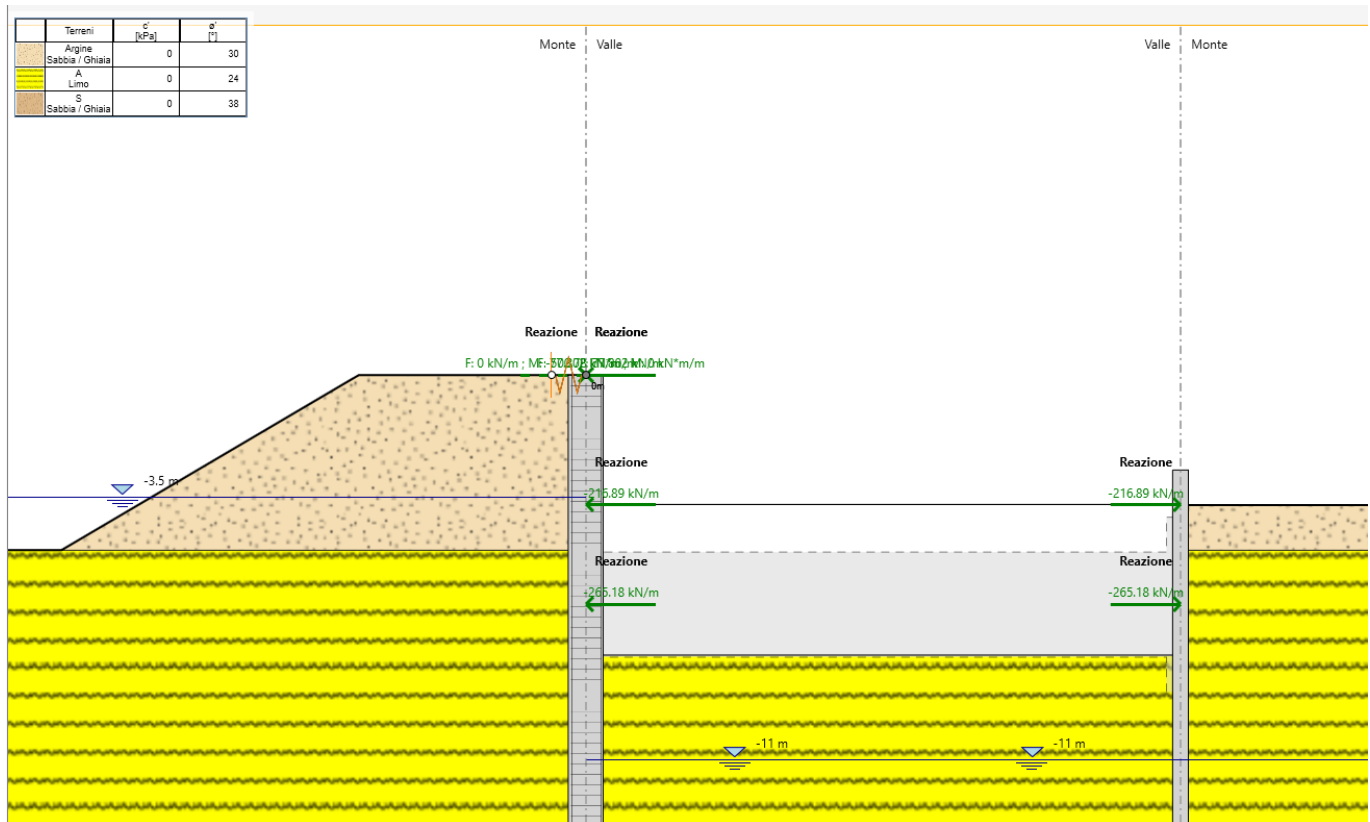 Terreni c' [kPa] ø' [°]
Argine
Sabbia / Ghiaia 0 30
A
Limo 0 24
S
Sabbia / Ghiaia 0 38
Monte Valle
Valle Monte
Reazione Reazione
F: 0 kN/m ; M
kN*m/m
0m
-3.5 m
Reazione
-216.89 kN/m
Reazione
-216.89 kN/m
Reazione
-265.18 kN/m
Reazione
-265.18 kN/m
-11 m
-11 m